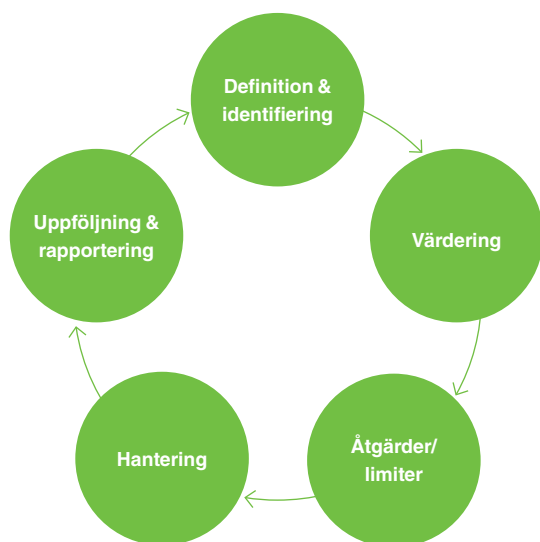 Definition &
identifiering
Värdering
Åtgärder/
limiter
Hantering
Uppföljning &
rapportering